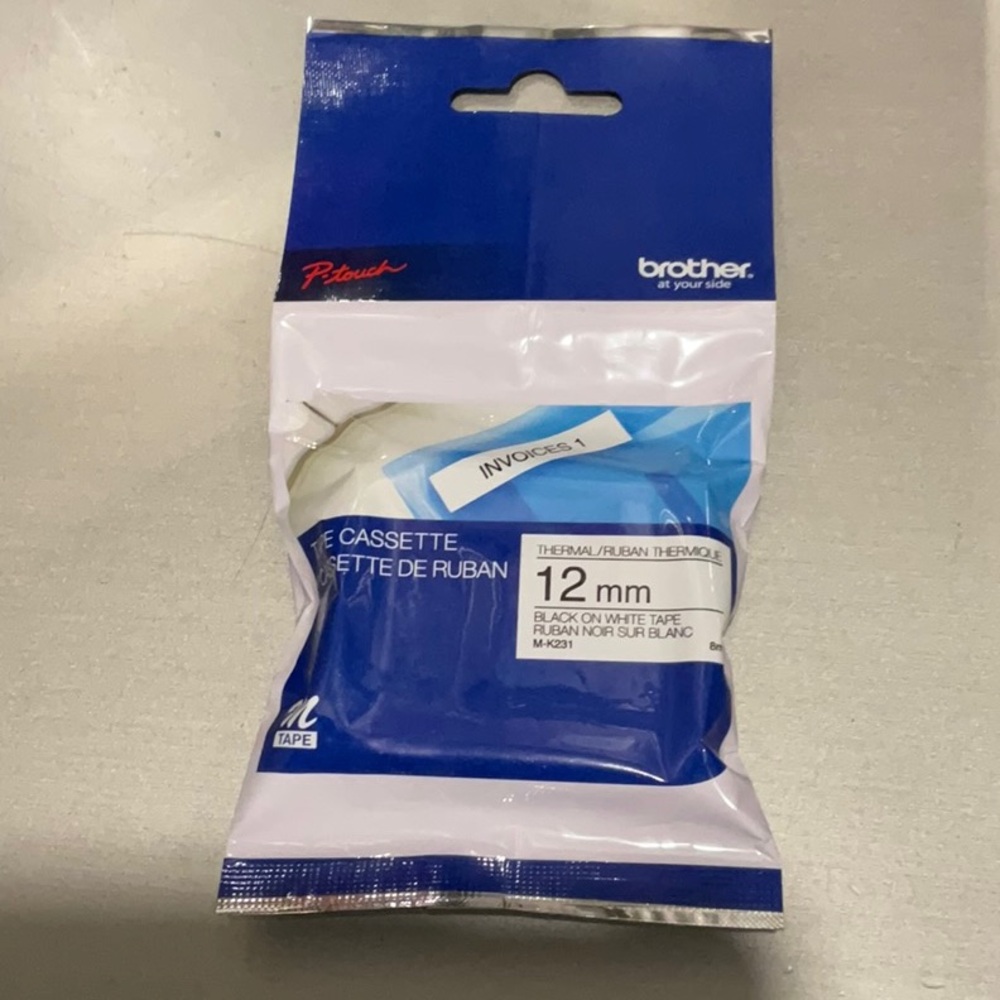 P-touch
brother
at your side
INVOICES 1
CASSETTE
DE RUBAN
THERMAL/RUBAN THERMIQUE
12 mm
BLACK ON WHITE TAPE
RUBAN NOIR SUR BLANC
M-K231
8m
m
TAPE